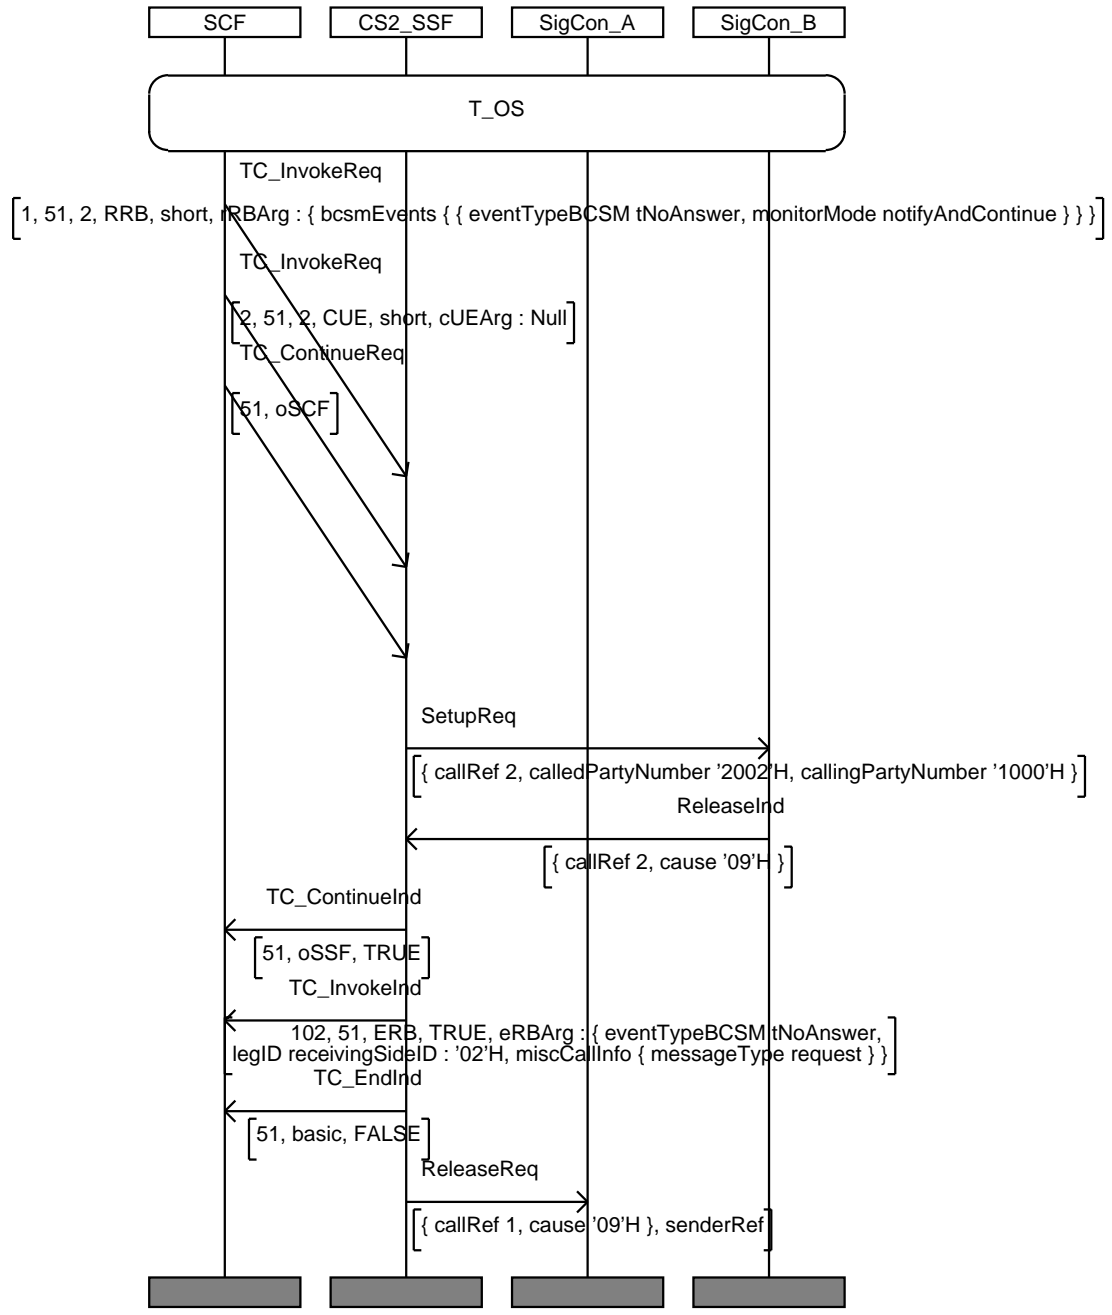 SCF CS2_SSF SigCon_A SigCon_B
T_OS
TC_InvokeReq
1, 51, 2, RRB, short, rRBArg : { bcsmEvents { { eventTypeBCSM tNoAnswer, monitorMode notifyAndContinue } } }
TC_InvokeReq
2, 51, 2, CUE, short, cUEArg : Null
TC_ContinueReq
51, oSCF
SetupReq
{ callRef 2, calledPartyNumber '2002'H, callingPartyNumber '1000'H }
ReleaseInd
{ callRef 2, cause '09'H }
TC_ContinueInd
51, oSSF, TRUE
TC_InvokeInd
102, 51, ERB, TRUE, eRBArg : { eventTypeBCSM tNoAnswer,
legID receivingSideID : '02'H, miscCallInfo { messageType request } }
TC_EndInd
51, basic, FALSE
ReleaseReq
{ callRef 1, cause '09'H }, senderRef